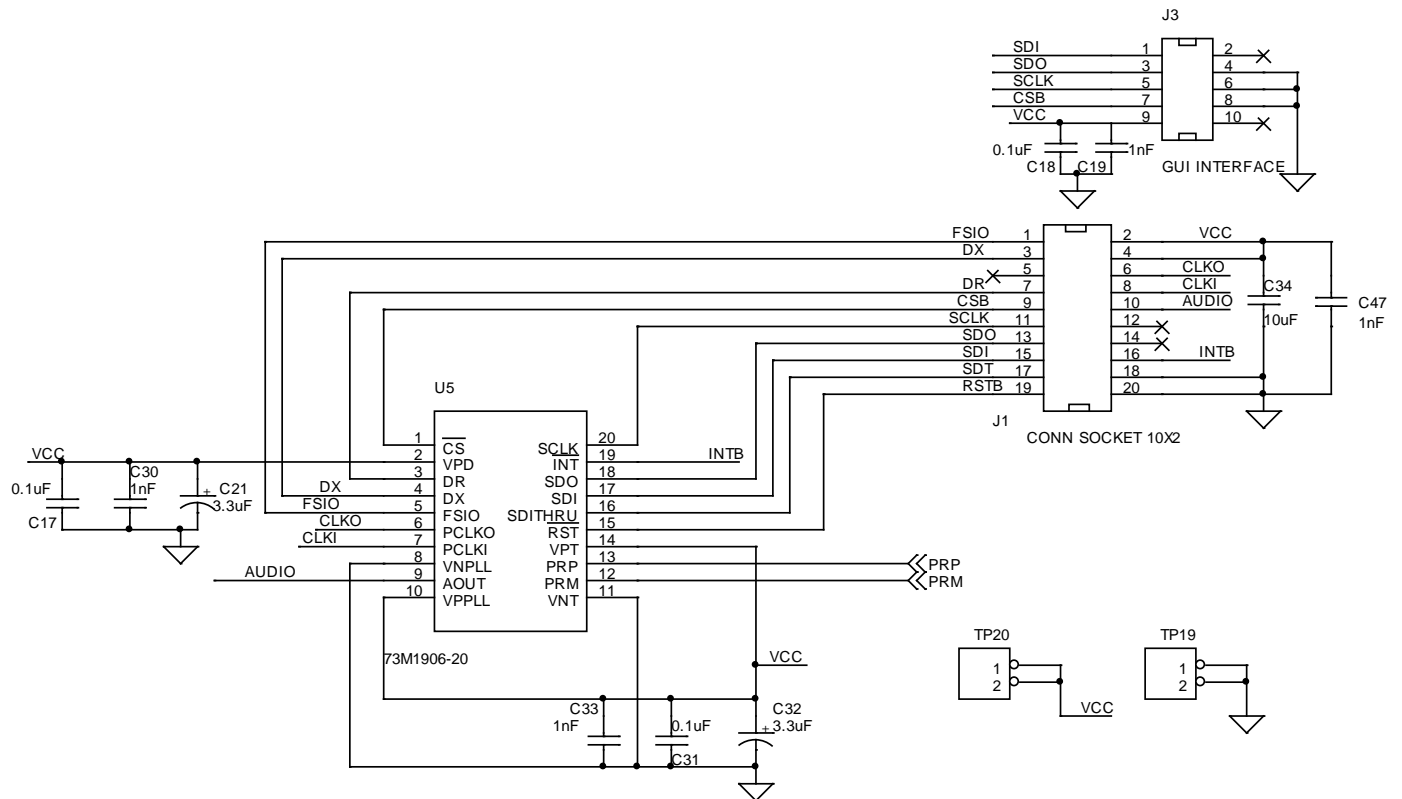 J3
SDI 1 2
SDO 3 4
SCLK 5 6
CSB 7 8
VCC 9 10
0.1uF 1nF
C18 C19 GUI INTERFACE
FSIO 1 2 VCC
DX 3 4
5 6 CLKO
DR 7 8 CLKI C34
CSB 9 10 AUDIO C47
SCLK 11 12 10uF 1nF
SDO 13 14
SDI 15 16 INTB
SDT 17 18
RSTB 19 20
J1
CONN SOCKET 10X2
U5
1 CS SCLK 20
VCC 2 VPD INT 19 INTB
3 DR SDO 18
DX 4 DX SDI 17
FSIO 5 FSIO SDITHRU 16
CLKO 6 PCLKO RST 15
CLKI 7 PCLKI VPT 14
8 VNPLL PRP 13 PRP
AUDIO 9 AOUT PRM 12 PRM
10 VPPLL VNT 11
73M1906-20
0.1uF C30 C21
1nF + 3.3uF
C17
VCC
C33 C32
1nF 0.1uF + 3.3uF
C31
TP20
1
2
VCC
TP19
1
2